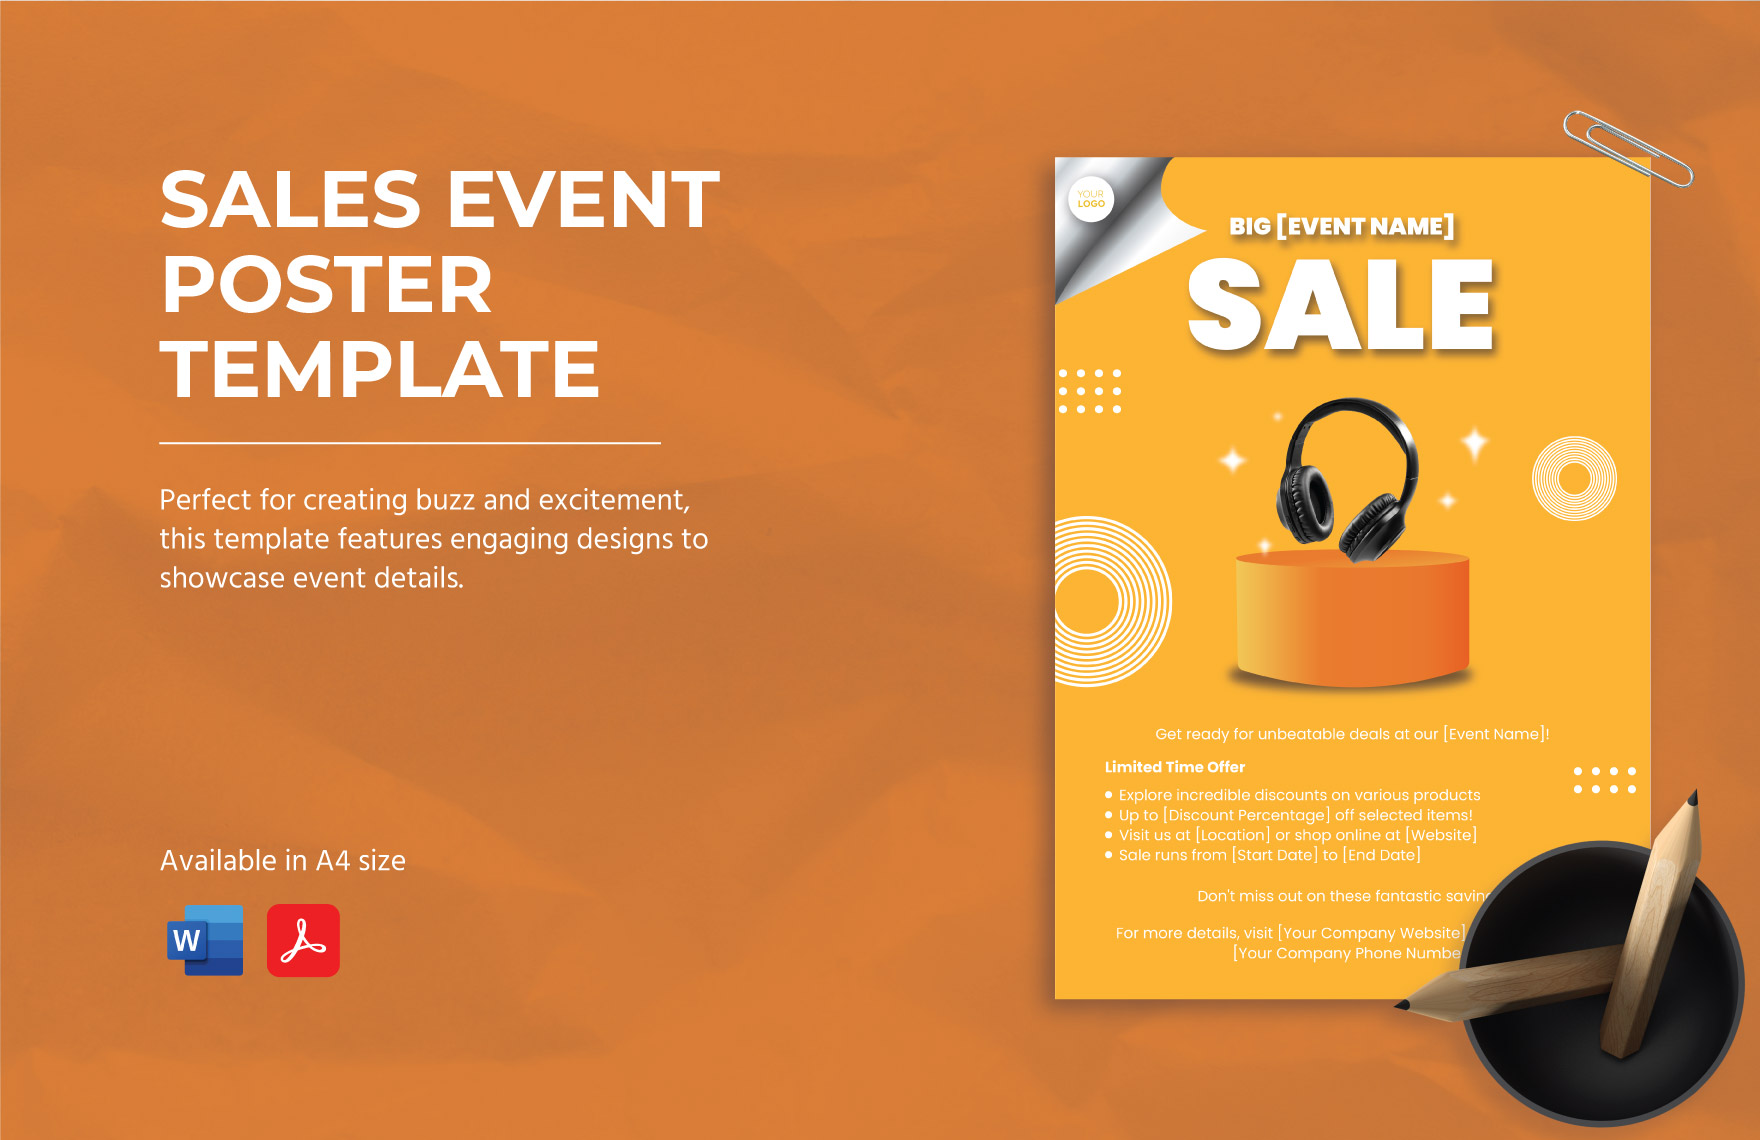 SALES EVENT
POSTER
TEMPLATE
Perfect for creating buzz and excitement,
this template features engaging designs to
showcase event details.
Available in A4 size
W
YOUR
LOGO
BIG [EVENT NAME]
SALE
Get ready for unbeatable deals at our [Event Name]!
Limited Time Offer
• Explore incredible discounts on various products
• Up to [Discount Percentage] off selected items!
• Visit us at [Location] or shop online at [Website]
• Sale runs from [Start Date] to [End Date]
Don't miss out on these fantastic
For more details, visit [Your Company Website]
[Your Company Phone